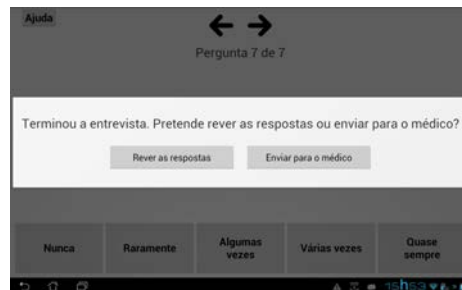 Ajuda
Pergunta 7 de 7
Terminou a entrevista. Pretende rever as respostas ou enviar para o médico?
Rever as respostas
Enviar para o médico
Nunca
Raramente
Algumas
vezes
Várias vezes
Quase
sempre
15h53